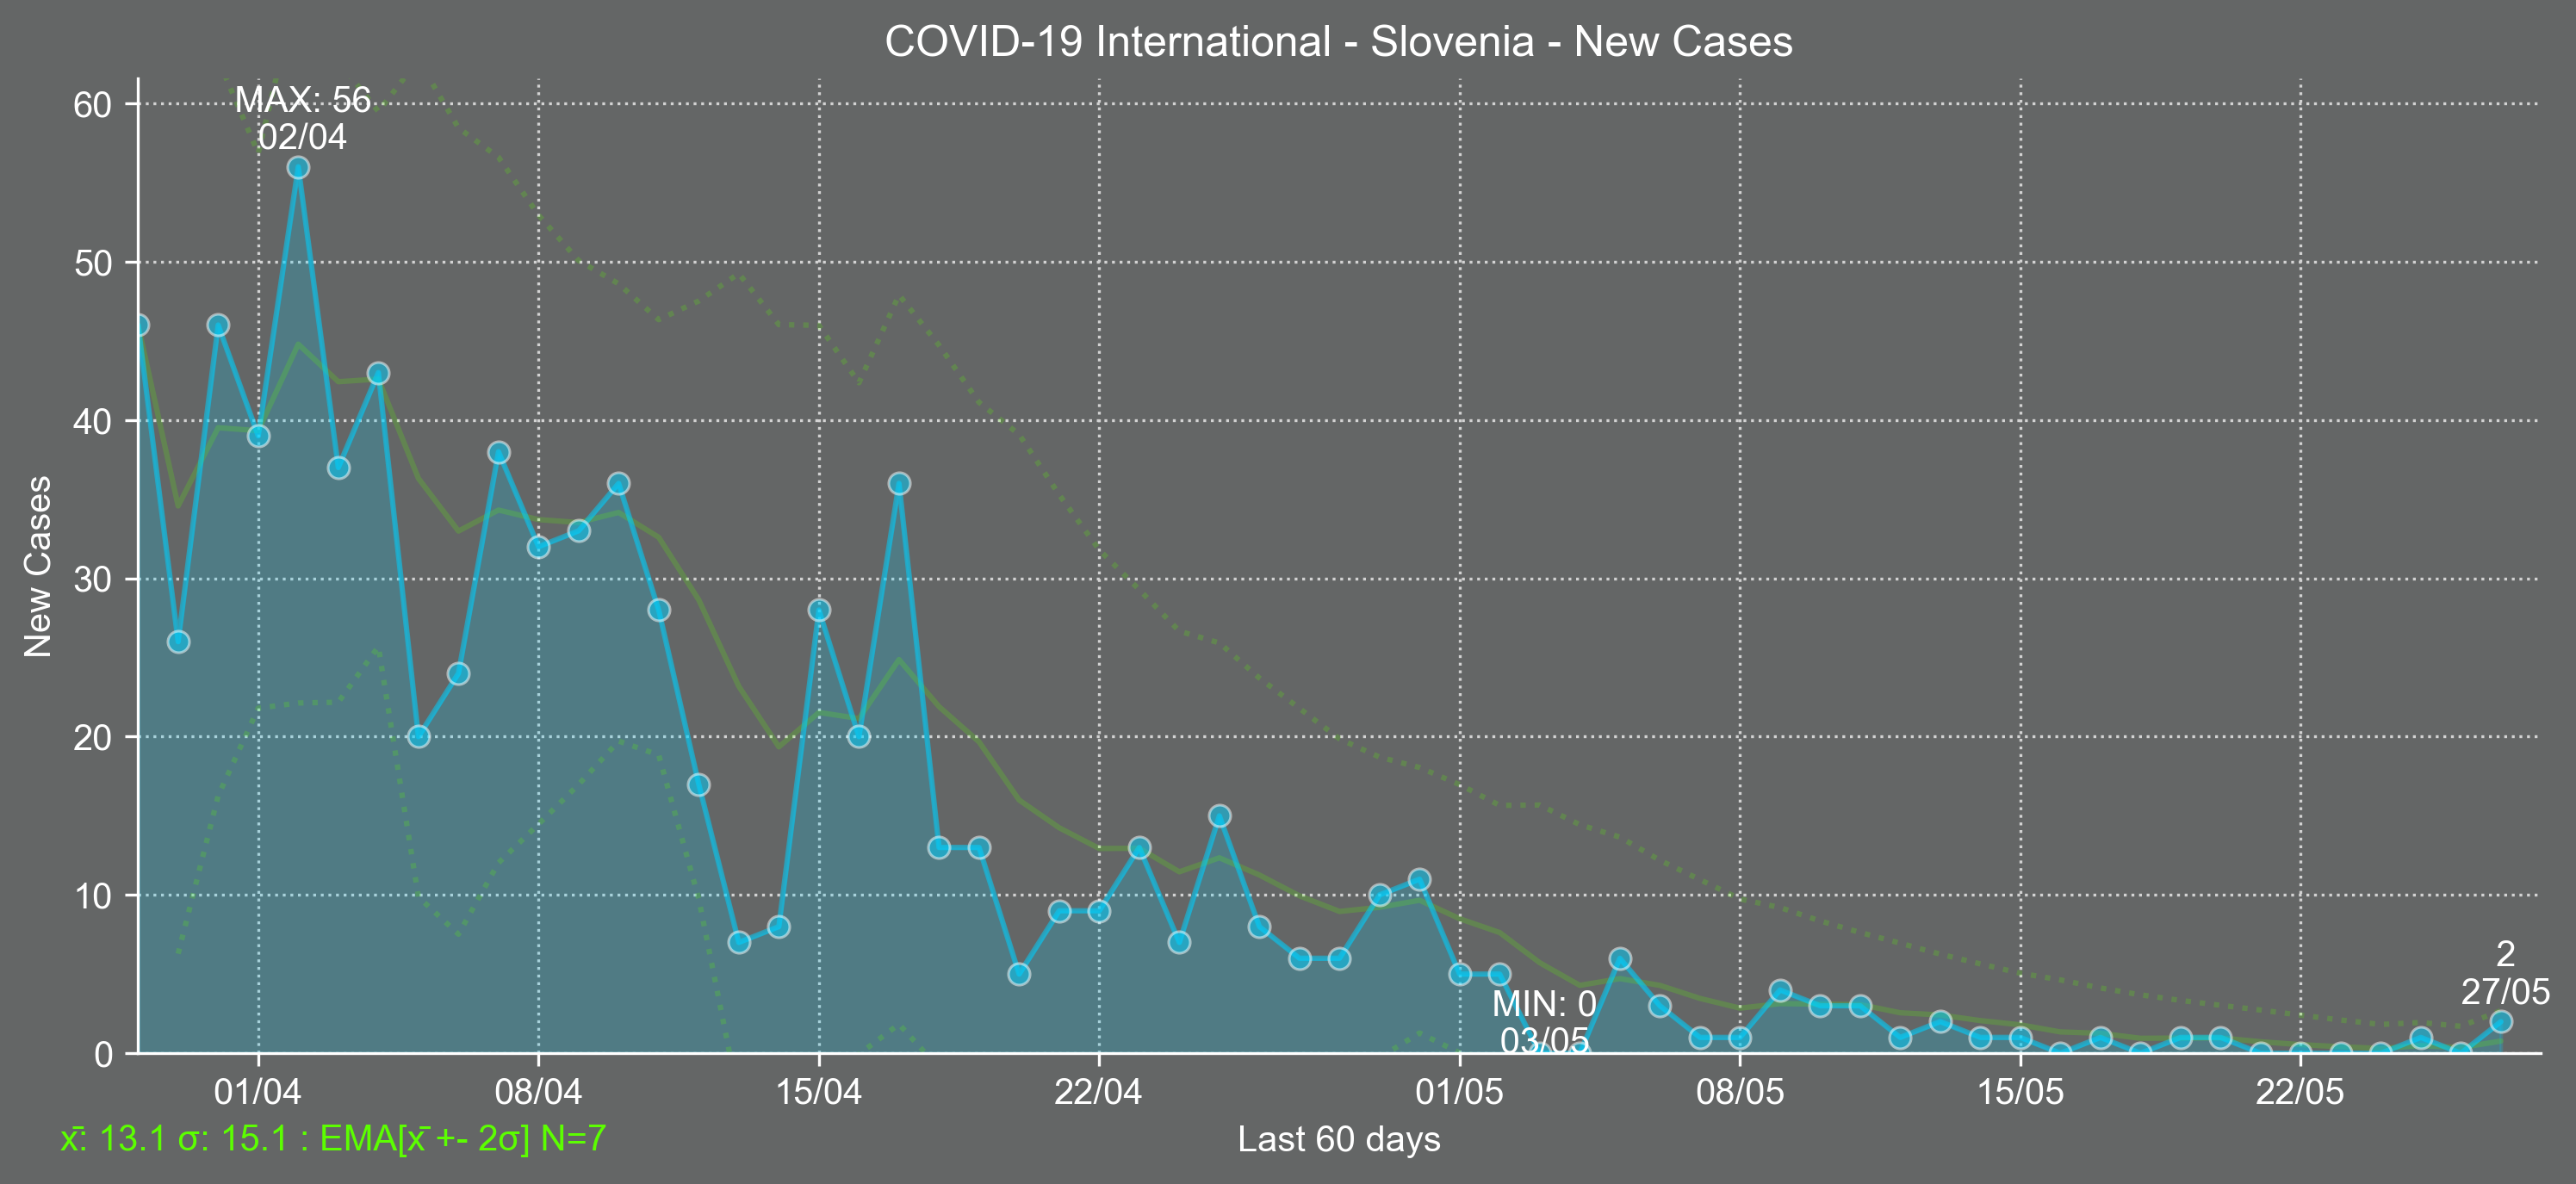 COVID-19 International - Slovenia - New Cases
MAX: 56
02/04
60
50
40
30
20
10
0
New Cases
MIN: 0
03/05
2
27/05
01/04 08/04 15/04 22/04 01/05 08/05 15/05 22/05
x̄: 13.1 σ: 15.1 : EMA[x̄ +- 2σ] N=7
Last 60 days